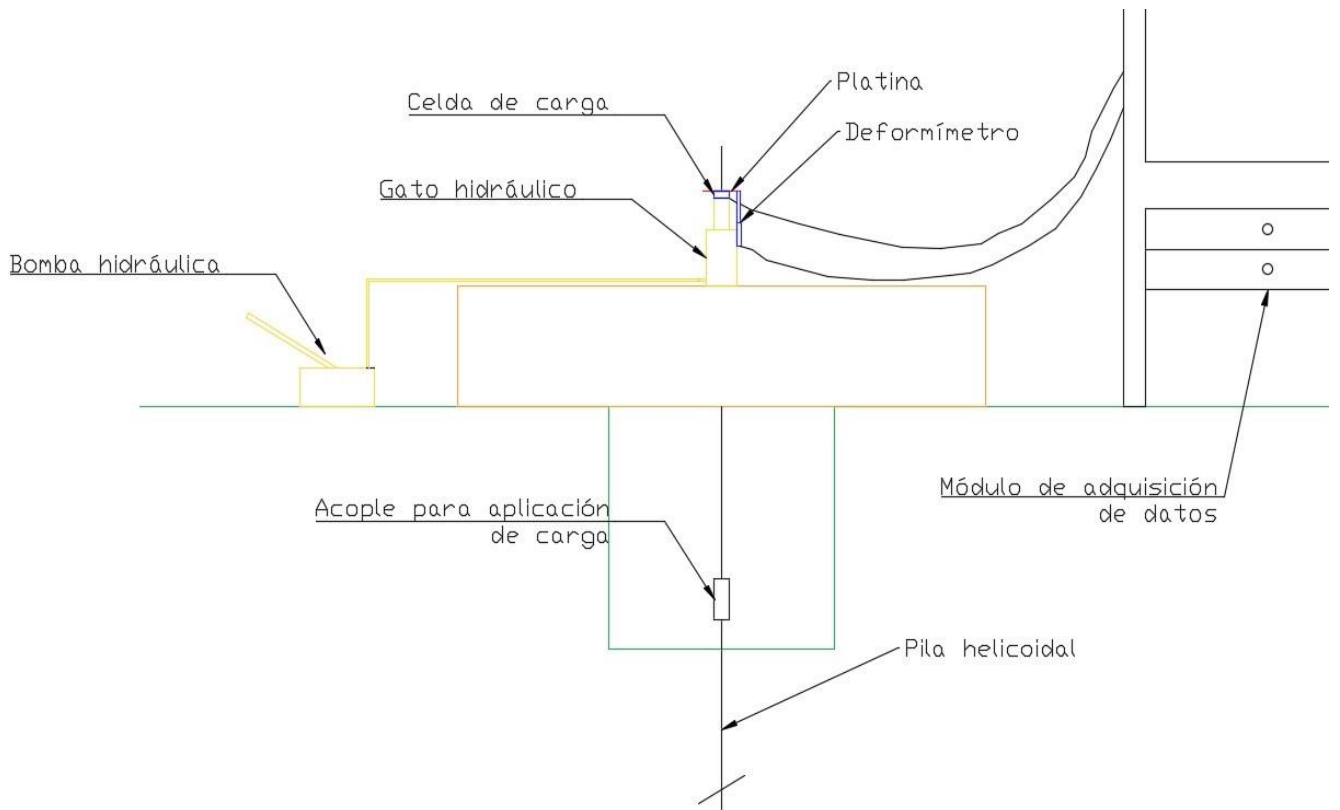 Platina
Celda de carga
Deformímetro
Gato hidráulico
Bomba hidráulica
Módulo de adquisición
de datos
Acople para aplicación
de carga
Pila helicoidal